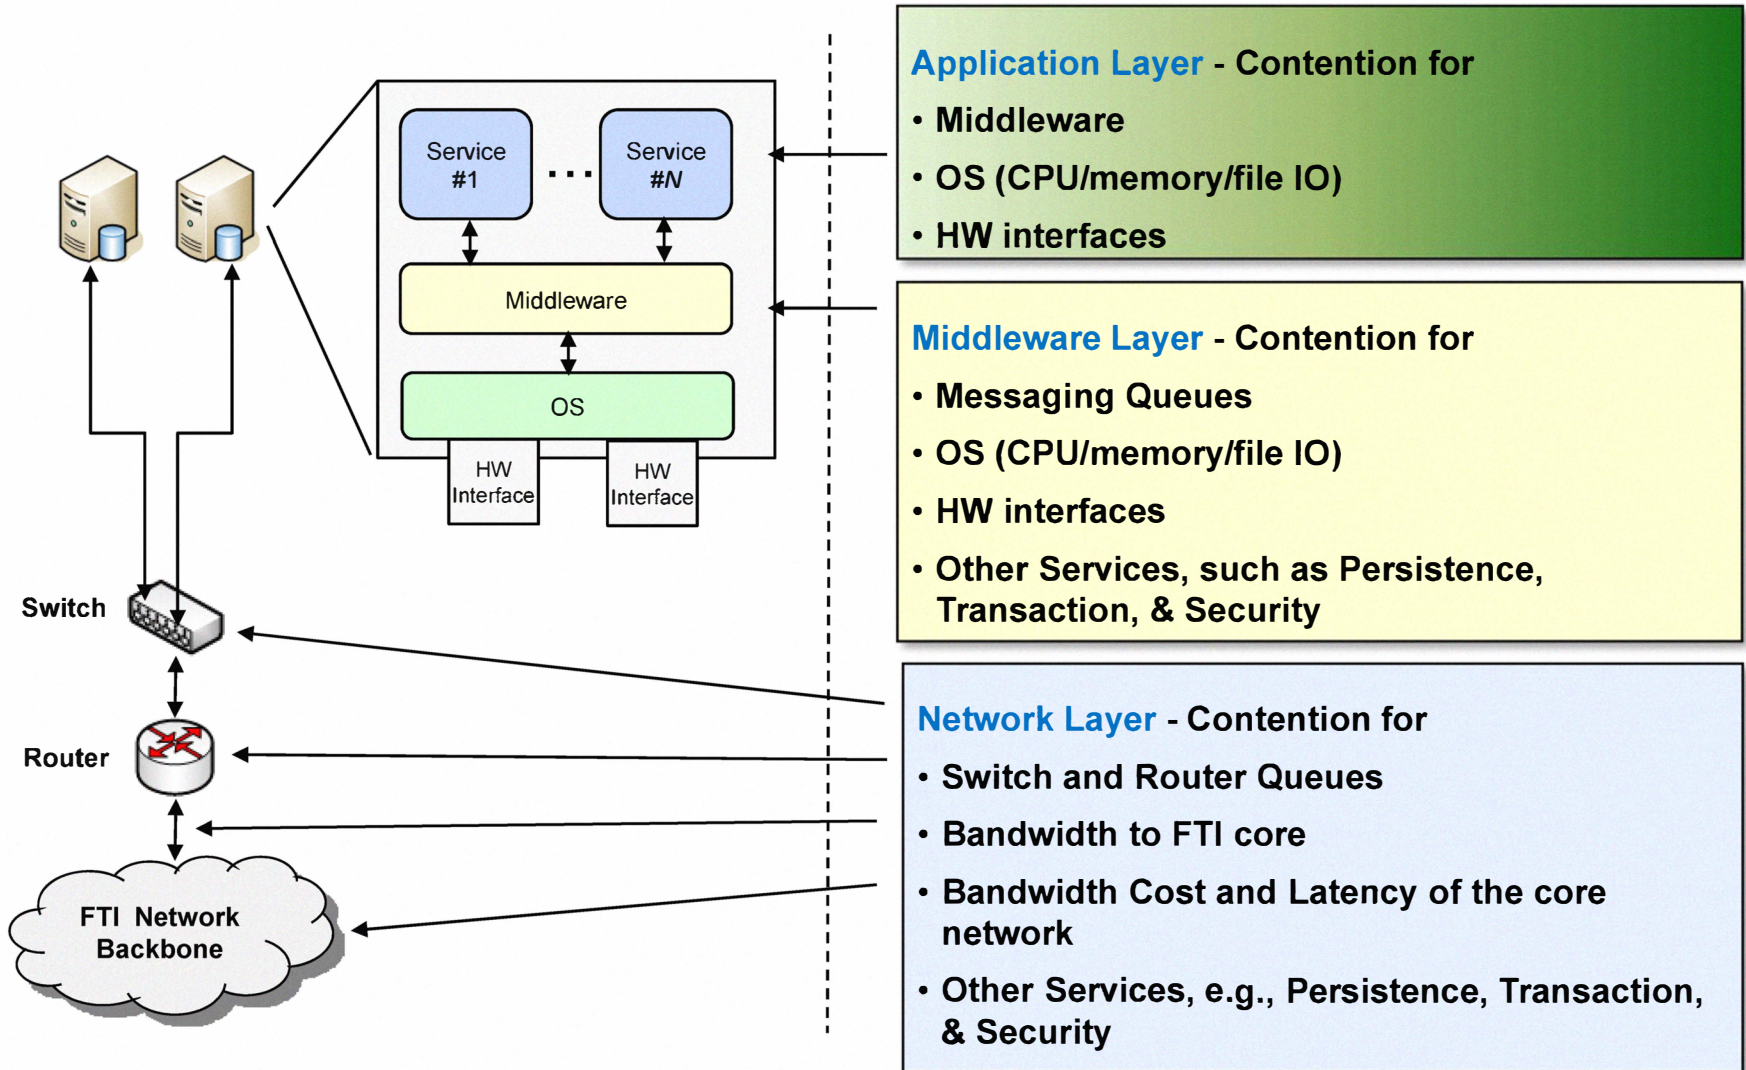 Service
#1
...
Service
#N
Middleware
OS
HW
Interface
HW
Interface
Switch
Router
FTI Network
Backbone
Application Layer - Contention for
• Middleware
• OS (CPU/memory/file IO)
• HW interfaces
Middleware Layer - Contention for
• Messaging Queues
• OS (CPU/memory/file IO)
• HW interfaces
• Other Services, such as Persistence,
Transaction, & Security
Network Layer - Contention for
• Switch and Router Queues
• Bandwidth to FTI core
• Bandwidth Cost and Latency of the core
network
• Other Services, e.g., Persistence, Transaction,
& Security